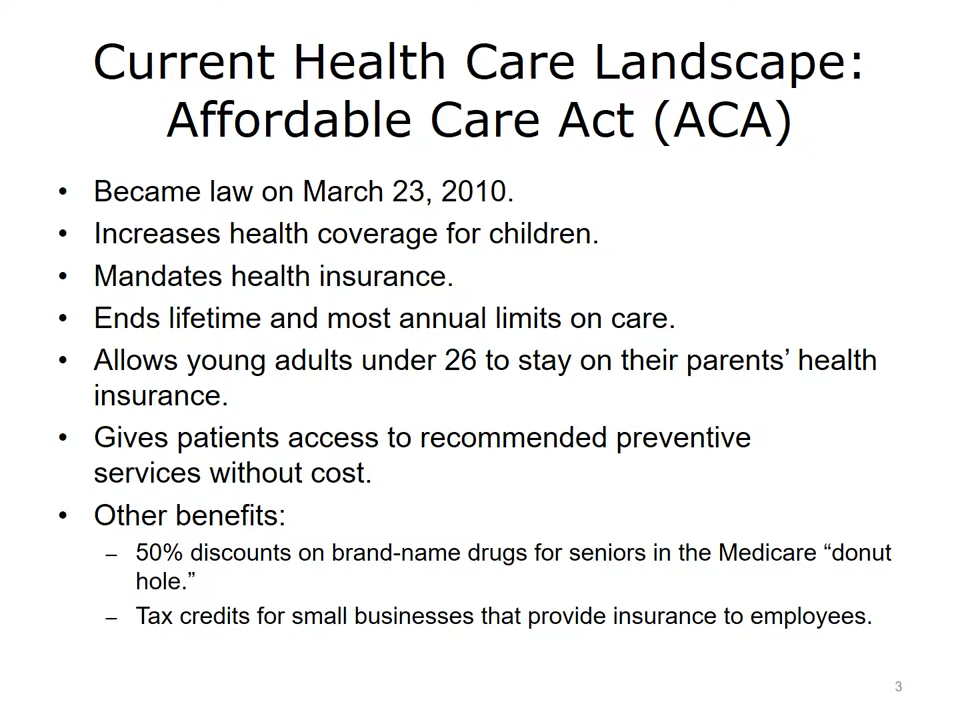 Current Health Care Landscape:
Affordable Care Act (ACA)
• Became law on March 23, 2010.
• Increases health coverage for children.
• Mandates health insurance.
• Ends lifetime and most annual limits on care.
• Allows young adults under 26 to stay on their parents’ health
insurance.
• Gives patients access to recommended preventive
services without cost.
• Other benefits:
– 50% discounts on brand-name drugs for seniors in the Medicare “donut
hole.”
– Tax credits for small businesses that provide insurance to employees.
3